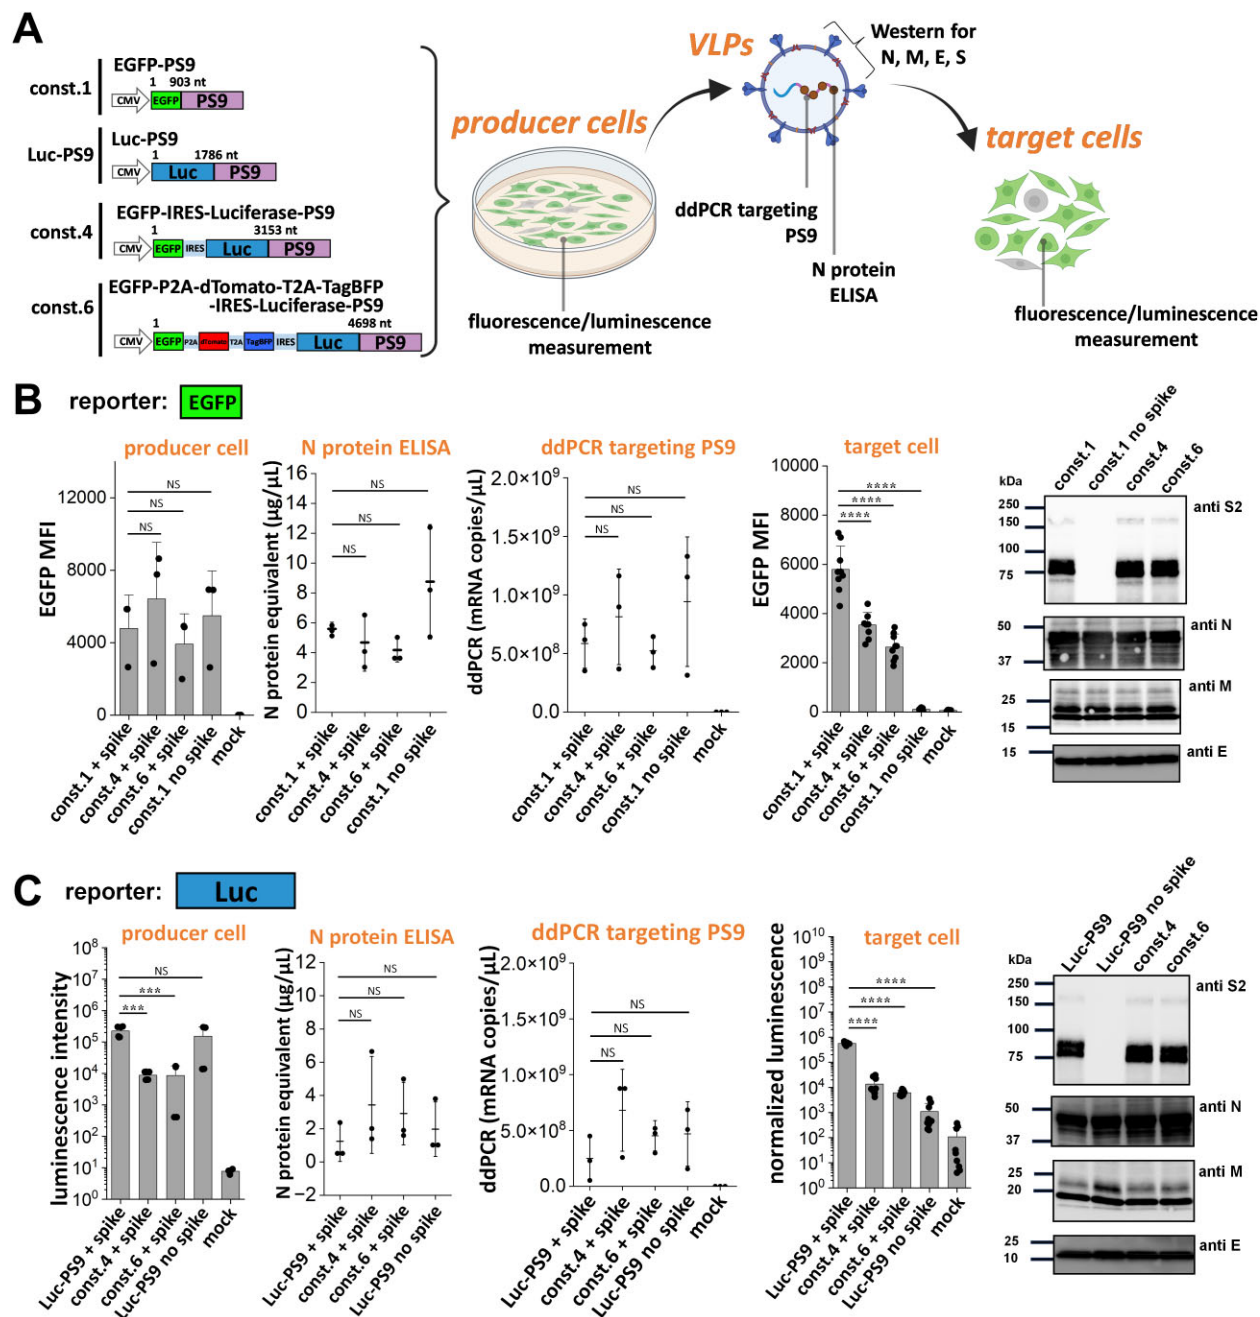 A
EGFP-PS9
1 903 nt
const.1
CMV EGFP PS9
Luc-PS9
1 1786 nt
Luc-PS9
CMV Luc PS9
EGFP-IRES-Luciferase-PS9
1 3153 nt
const.4
CMV EGFP IRES Luc PS9
EGFP-P2A-dTomato-T2A-TagBFP
-IRES-Luciferase-PS9
const.6
1 4698 nt
CMV EGFP P2A dTomato T2A TagBFP IRES Luc PS9
producer cells
fluorescence/luminescence
measurement
VLPs
Western for
N, M, E, S
ddPCR targeting
PS9
N protein
ELISA
target cells
fluorescence/luminescence
measurement
B reporter: EGFP
producer cell
EGFP MFI
12000
8000
4000
0
NS
NS
NS
const.1 + spike
const.4 + spike
const.6 + spike
const.1 no spike
mock
N protein ELISA
N protein equivalent (µg/µL)
16
14
12
10
8
6
4
2
0
NS
NS
NS
const.1 + spike
const.4 + spike
const.6 + spike
const.1 no spike
ddPCR targeting PS9
ddPCR (mRNA copies/µL)
2.0×10⁹
1.5×10⁹
1.0×10⁹
5.0×10⁸
0.0
NS
NS
NS
const.1 + spike
const.4 + spike
const.6 + spike
const.1 no spike
mock
target cell
EGFP MFI
10000
8000
6000
4000
2000
0
****
****
****
const.1 + spike
const.4 + spike
const.6 + spike
const.1 no spike
mock
const.1
const.1 no spike
const.4
const.6
kDa
250
150
100
75
anti S2
50
37
anti N
25
15
anti M
15
anti E
C reporter: Luc
producer cell
luminescence intensity
10⁸
10⁷
10⁶
10⁵
10⁴
10³
10²
10¹
10⁰
NS
***
***
Luc-PS9 + spike
const.4 + spike
const.6 + spike
Luc-PS9 no spike
mock
N protein ELISA
N protein equivalent (µg/µL)
12
10
8
6
4
2
0
−2
NS
NS
NS
Luc-PS9 + spike
const.4 + spike
const.6 + spike
Luc-PS9 no spike
ddPCR targeting PS9
ddPCR (mRNA copies/µL)
2.0×10⁹
1.5×10⁹
1.0×10⁹
5.0×10⁸
0.0
NS
NS
NS
Luc-PS9 + spike
const.4 + spike
const.6 + spike
Luc-PS9 no spike
mock
target cell
normalized luminescence
10¹⁰
10⁹
10⁸
10⁷
10⁶
10⁵
10⁴
10³
10²
10¹
10⁰
****
****
****
Luc-PS9 + spike
const.4 + spike
const.6 + spike
Luc-PS9 no spike
mock
Luc-PS9
Luc-PS9 no spike
const.4
const.6
kDa
250
150
100
75
anti S2
50
37
anti N
25
20
anti M
25
10
anti E